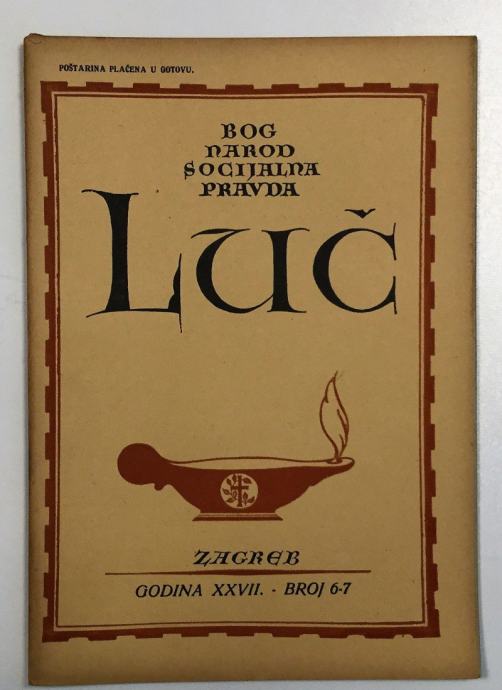 POŠTARINA PLAĆENA U GOTOVU.
BOG
NAROD
SOCIJALNA
PRAVDA
LUČ
ZAGREB
GODINA XXVII. - BROJ 6-7